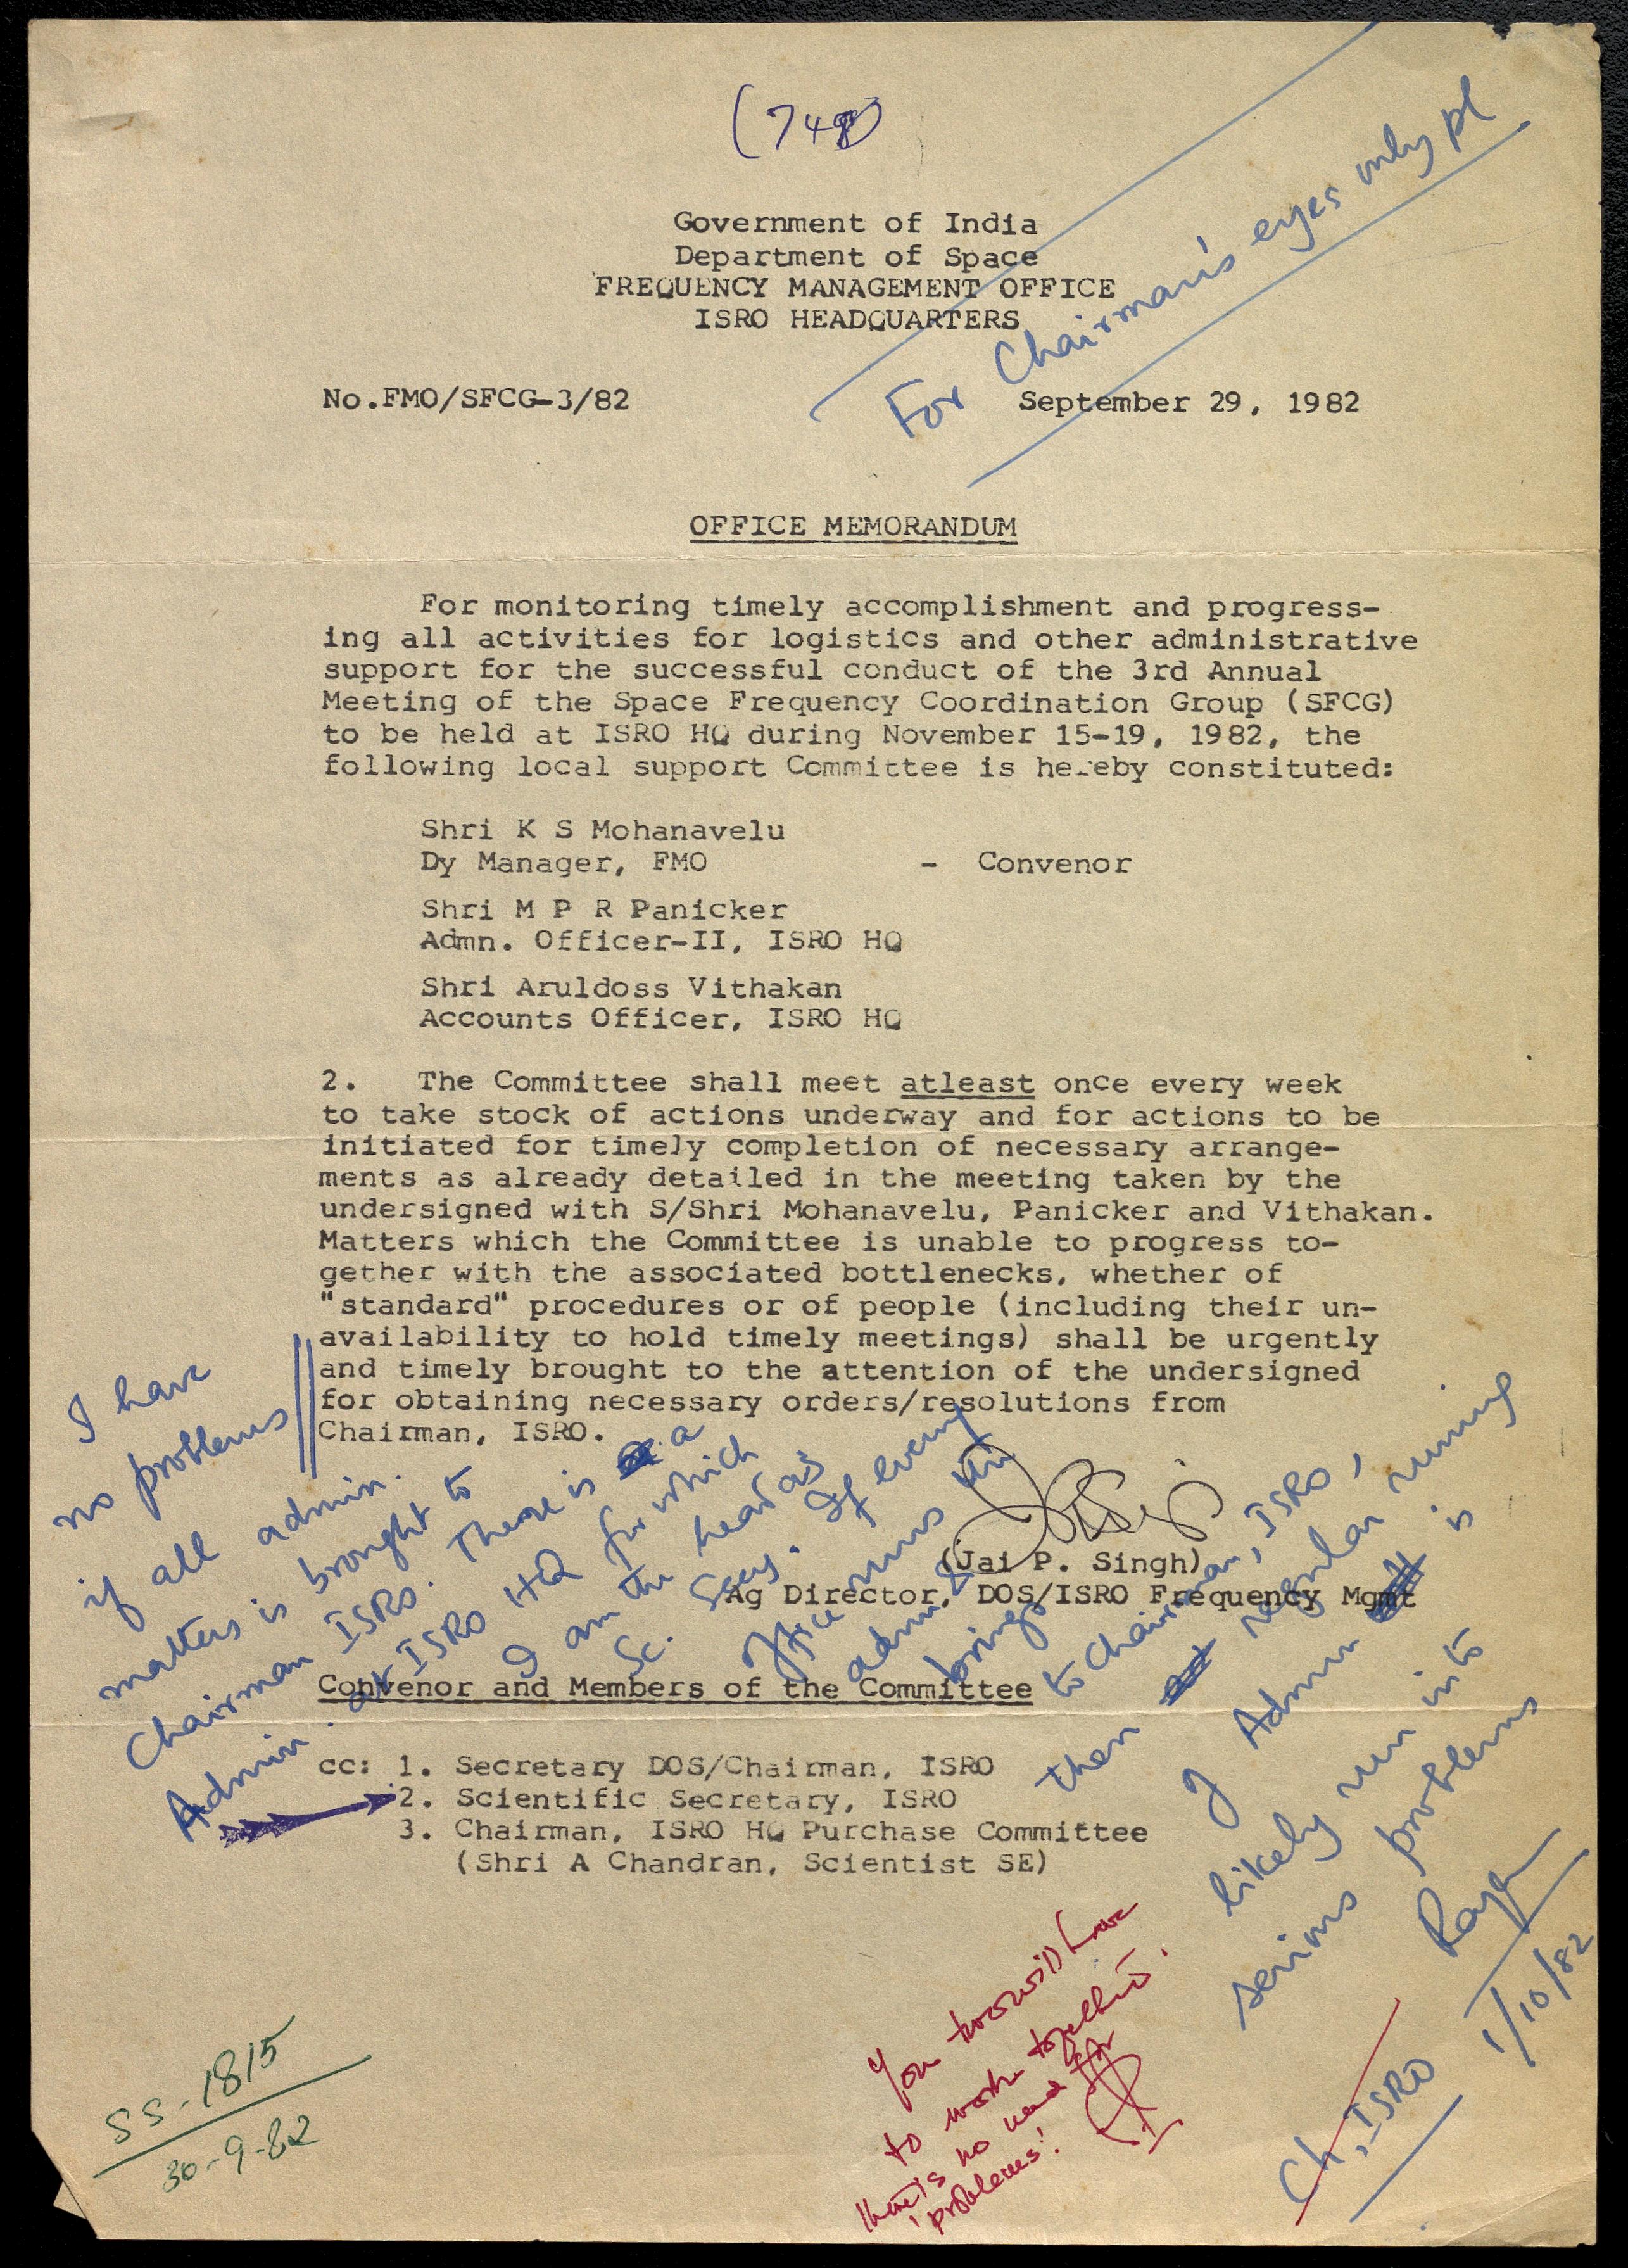 (748)
For Chairman's eyes only pl
Government of India
Department of Space
FREQUENCY MANAGEMENT OFFICE
ISRO HEADQUARTERS
No.FMO/SFCG-3/82
September 29, 1982
OFFICE MEMORANDUM
For monitoring timely accomplishment and progress-
ing all activities for logistics and other administrative
support for the successful conduct of the 3rd Annual
Meeting of the Space Frequency Coordination Group (SFCG)
to be held at ISRO HQ during November 15-19, 1982, the
following local support Committee is hereby constituted:
Shri K S Mohanavelu
Dy Manager, FMO - Convenor
Shri M P R Panicker
Admn. Officer-II, ISRO HQ
Shri Aruldoss Vithakan
Accounts Officer, ISRO HQ
2. The Committee shall meet atleast once every week
to take stock of actions underway and for actions to be
initiated for timely completion of necessary arrange-
ments as already detailed in the meeting taken by the
undersigned with S/Shri Mohanavelu, Panicker and Vithakan.
Matters which the Committee is unable to progress to-
gether with the associated bottlenecks, whether of
"standard" procedures or of people (including their un-
availability to hold timely meetings) shall be urgently
and timely brought to the attention of the undersigned
for obtaining necessary orders/resolutions from
Chairman, ISRO.
(Jai P. Singh)
Ag Director, DOS/ISRO Frequency Mgmt
Convenor and Members of the Committee
cc: 1. Secretary DOS/Chairman, ISRO
2. Scientific Secretary, ISRO
3. Chairman, ISRO HQ Purchase Committee
(Shri A Chandran, Scientist SE)
I have
no problems
if all admin.
matters is brought to
Chairman ISRO. There is a
Admin. at ISRO HQ for which
I am the head as
Sc. Secy. If every
office runs
admn &
brings
to Chairman, ISRO,
then regular running
of Admin is
likely run into
serious problems
1/10/82
Ch, ISRO
You two will have
to work together.
there is no need for
problems!
SS-1815
30-9-82